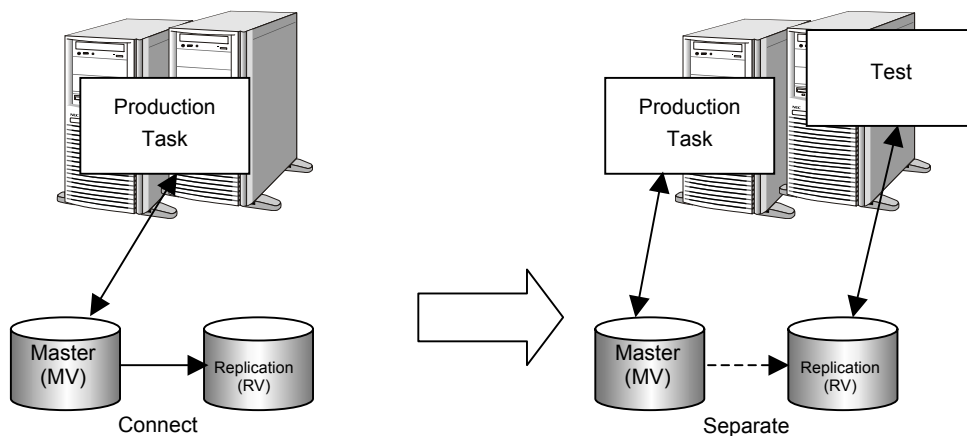 Production
Task
Master
(MV)
Replication
(RV)
Connect
Production
Task
Test
Master
(MV)
Replication
(RV)
Separate